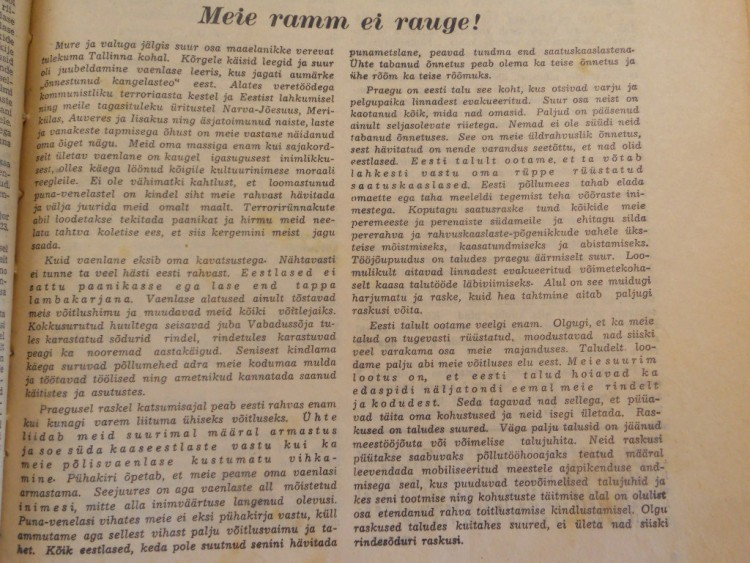 Meie ramm ei rauge!
Mure ja valuga jälgis suur osa maaelanikke verevat
tulekuma Tallinna kohal. Kõrgele käisid leegid ja suur
oli juubeldamine vaenlase leeris, kus jagati aumärke
„õnnestunud kangelasteo" eest. Alates veretöödega
kommunistliku terroriaasta kestel ja Eestist lahkumisel
ning meile tagasituleku üritustel Narva-Jõesuus, Meri-
külas, Auveres ja Iisakus ning äsjatoimunud naiste, laste
ja vanakeste tapmisega õhust on meie vastane näidanud
oma õiget nägu. Meid oma massiga enam kui sajakord-
selt ületav vaenlane on kaugel igasugusest inimlikku-
sest, olles käega löönud kõigile kultuurinimese moraali
reegleile. Ei ole vähimatki kahtlust, et loomastunud
puna-venelastel on kindel siht meie rahvast hävitada
ja välja juurida meid omalt maalt. Terroririnnakute
abil loodetakse tekitada paanikat ja hirmu meid nee-
lata tahtva koletise ees, et siis kergemini meist jagu
saada.
Kuid vaenlane eksib oma kavatsustega. Nähtavasti
ei tunne ta veel hästi eesti rahvast. Eestlased ei
sattu paanikasse ega lase end tappa
lambakarjana. Vaenlase alatused ainult tõstavad
meis võitlushimu ja muudavad meid kõiki võitlejaks.
Kokkusurutud huultega seisavad juba Vabadussõja tu-
les karastatud sõdurid rindel, rindetules karastuvad
peagi ka nooremad aastakäigud. Senisest kindlama
käega suruvad põllumehed adra meie kodumaa mulda
ja töötavad töölised ning ametnikud kannatada saanud
käitistes ja asutustes.
Praegusel raskel katsumisajal peab eesti rahvas enam
kui kunagi varem liituma ühiseks võitluseks. Ühte
liidab meid suurimal määral armastus
ja soe süda kaaseestlaste vastu kui ka
meie põlisvaenlase kustumatu vihka-
mine. Pühakiri õpetab, et meie peame oma vaenlasi
armastama. Seejuures on aga vaenlaste all mõistetud
inimesi, mitte alla inimväärtuse langenud olevusi.
Puna-venelasi vihates meie ei eksi pühakirja vastu, küll
ammutame aga sellest vihast palju võitlusvaimu ja ta-
het. Kõik eestlased, keda pole suutnud senini hävitada
punametslane, peavad tundma end saatuskaaslastena.
Ühte tabanud õnnetus peab olema ka teise õnnetus ja
ühe rõõm ka teise rõõmuks.
Praegu on eesti talu see koht, kus otsivad varju ja
pelgupaika linnadest evakueeritud. Suur osa neist on
kaotanud kõik, mida nad omasid. Paljud on pääsenud
ainult seljasolevate riietega. Nemad ei ole süüdi neid
tabanud õnnetuses. See on meie üldrahvuslik õnnetus,
sest hävitatud on nende varandus seetõttu, et nad olid
eestlased. Eesti talult ootame, et ta võtab
lahkesti vastu oma rüppe rüüstatud
saatuskaaslased. Eesti põllumees tahab elada
omaette ega taha meeleldi tegemist teha võõraste ini-
mestega. Koputagu saatusraske tund kõikide meie
peremeeste ja perenaiste südameile ja ehitagu silda
pererahva ja rahvuskaaslaste-põgenikkude vahele üks-
teise mõistmiseks, kaasatundmiseks ja abistamiseks.
Tööjõupuudus on taludes praegu äärmiselt suur. Loo-
mulikult aitavad linnadest evakueeritud võimetekoha-
selt kaasa talutööde läbiviimiseks. Alul on see muidugi
harjumatu ja raske, kuid hea tahtmine aitab paljugi
raskusi võita.
Eesti talult ootame veelgi enam. Olgugi, et ka meie
talud on tugevasti rüüstatud, moodustavad nad siiski
veel varakama osa meie majanduses. Taludelt loo-
dame palju abi meie võitluses elu eest. Meie suurim
lootus on, et eesti talud hoiavad ka
edaspidi näljatondi eemal meie rindelt
ja kodudest. Seda tagavad nad sellega, et püüa-
vad täita oma kohustused ja neid isegi ületada. Ras-
kused on taludes suured. Väga palju talusid on jäänud
meestööjõuta või võimelise talujuhita. Neid raskusi
püütakse saabuvaks põllutööhooajaks teatud määral
leevendada mobiliseeritud meestele ajapikenduse and-
misega seal, kus puuduvad teovõimelised talujuhid ja
kes seni tootmise ning kohustuste täitmise alal on olulist
osa etendanud rahva toitlustamise kindlustamisel. Olgu
raskused taludes kuitahes suured, ei ületa nad siiski
rindesõduri raskusi.